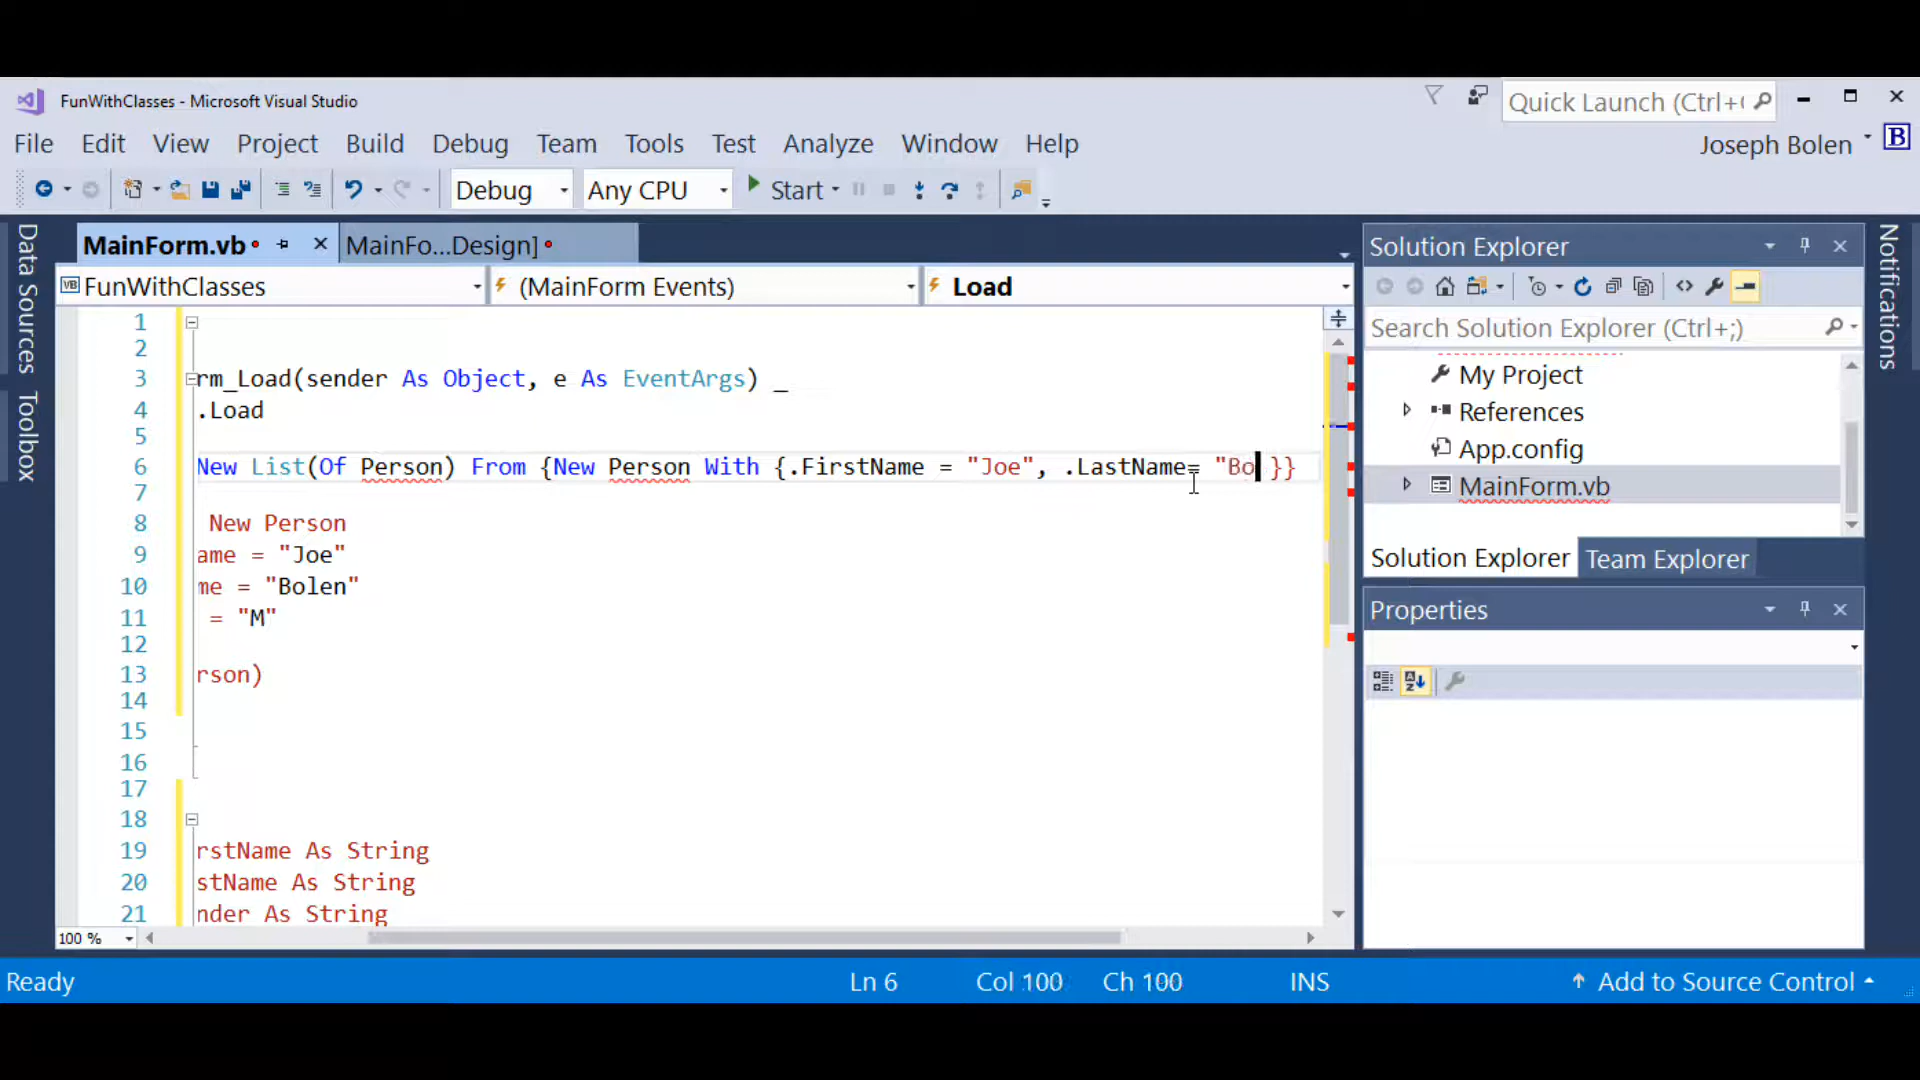 FunWithClasses - Microsoft Visual Studio
Quick Launch (Ctrl+
File Edit View Project Build Debug Team Tools Test Analyze Window Help
Joseph Bolen B
Debug Any CPU Start
Data Sources
Toolbox
MainForm.vb MainFo...Design]
VB FunWithClasses (MainForm Events) Load
1
2
3 rm_Load(sender As Object, e As EventArgs) _
4 .Load
5
6 New List(Of Person) From {New Person With {.FirstName = "Joe", .LastName= "Bo }}
7
8 New Person
9 ame = "Joe"
10 me = "Bolen"
11 = "M"
12
13 rson)
14
15
16
17
18
19 rstName As String
20 stName As String
21 nder As String
100 %
Solution Explorer
Search Solution Explorer (Ctrl+;)
My Project
References
App.config
MainForm.vb
Solution Explorer Team Explorer
Properties
Notifications
Ready Ln 6 Col 100 Ch 100 INS Add to Source Control